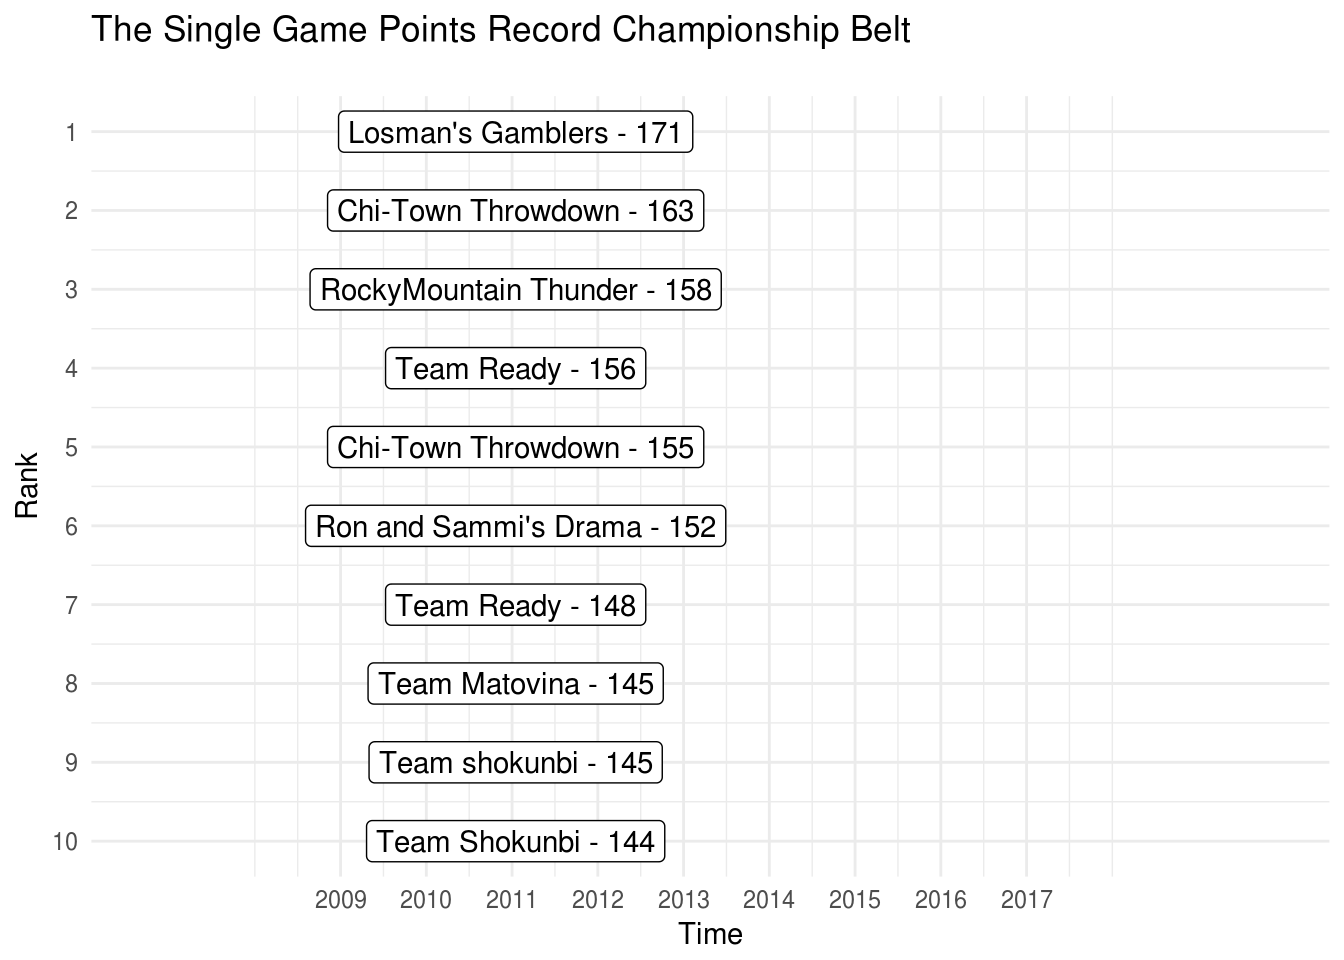 The Single Game Points Record Championship Belt
Rank
1
Losman's Gamblers - 171
2
Chi-Town Throwdown - 163
3
RockyMountain Thunder - 158
4
Team Ready - 156
5
Chi-Town Throwdown - 155
6
Ron and Sammi's Drama - 152
7
Team Ready - 148
8
Team Matovina - 145
9
Team shokunbi - 145
10
Team Shokunbi - 144
2009 2010 2011 2012 2013 2014 2015 2016 2017
Time